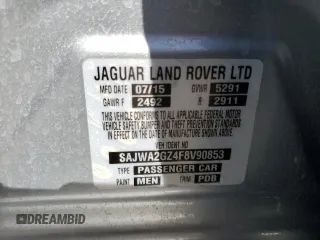 JAGUAR LAND ROVER LTD
MFD DATE 07/15 GVWR 5291
GAWR F 2492 R 2911
THIS VEHICLE CONFORMS TO ALL APPLICABLE FEDERAL MOTOR
VEHICLE SAFETY, BUMPER AND THEFT PREVENTION STANDARDS
IN EFFECT ON THE DATE OF MANUFACTURE SHOWN ABOVE
VEH IDENT NO
SAJWA2GZ4F8V90853
TYPE PASSENGER CAR
PAINT MEN TRIM PDB
STATBID.COM